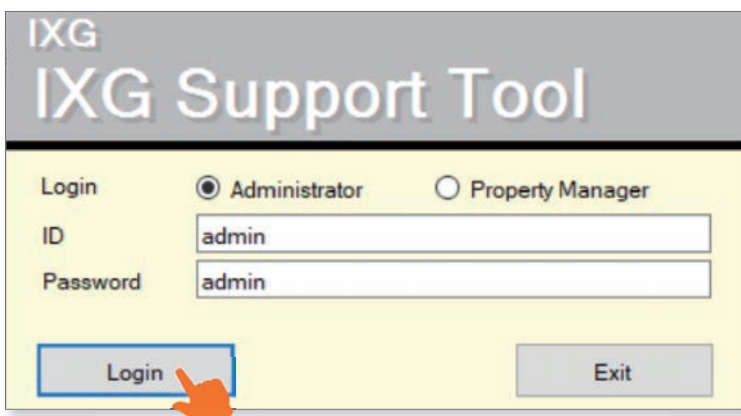 IXG
IXG Support Tool
Login Administrator Property Manager
ID admin
Password admin
Login Exit